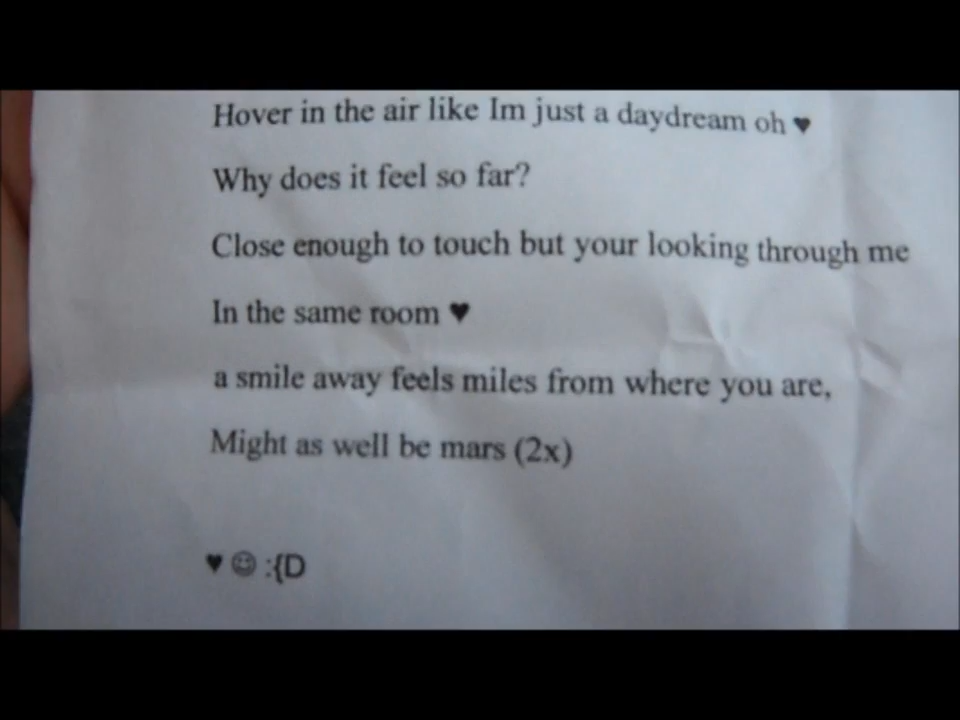 Hover in the air like Im just a daydream oh ♥
Why does it feel so far?
Close enough to touch but your looking through me
In the same room ♥
a smile away feels miles from where you are,
Might as well be mars (2x)
♥ ☺ :{D